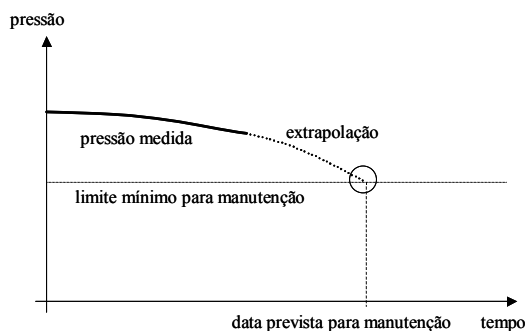 pressão
extrapolação
pressão medida
limite mínimo para manutenção
data prevista para manutenção
tempo